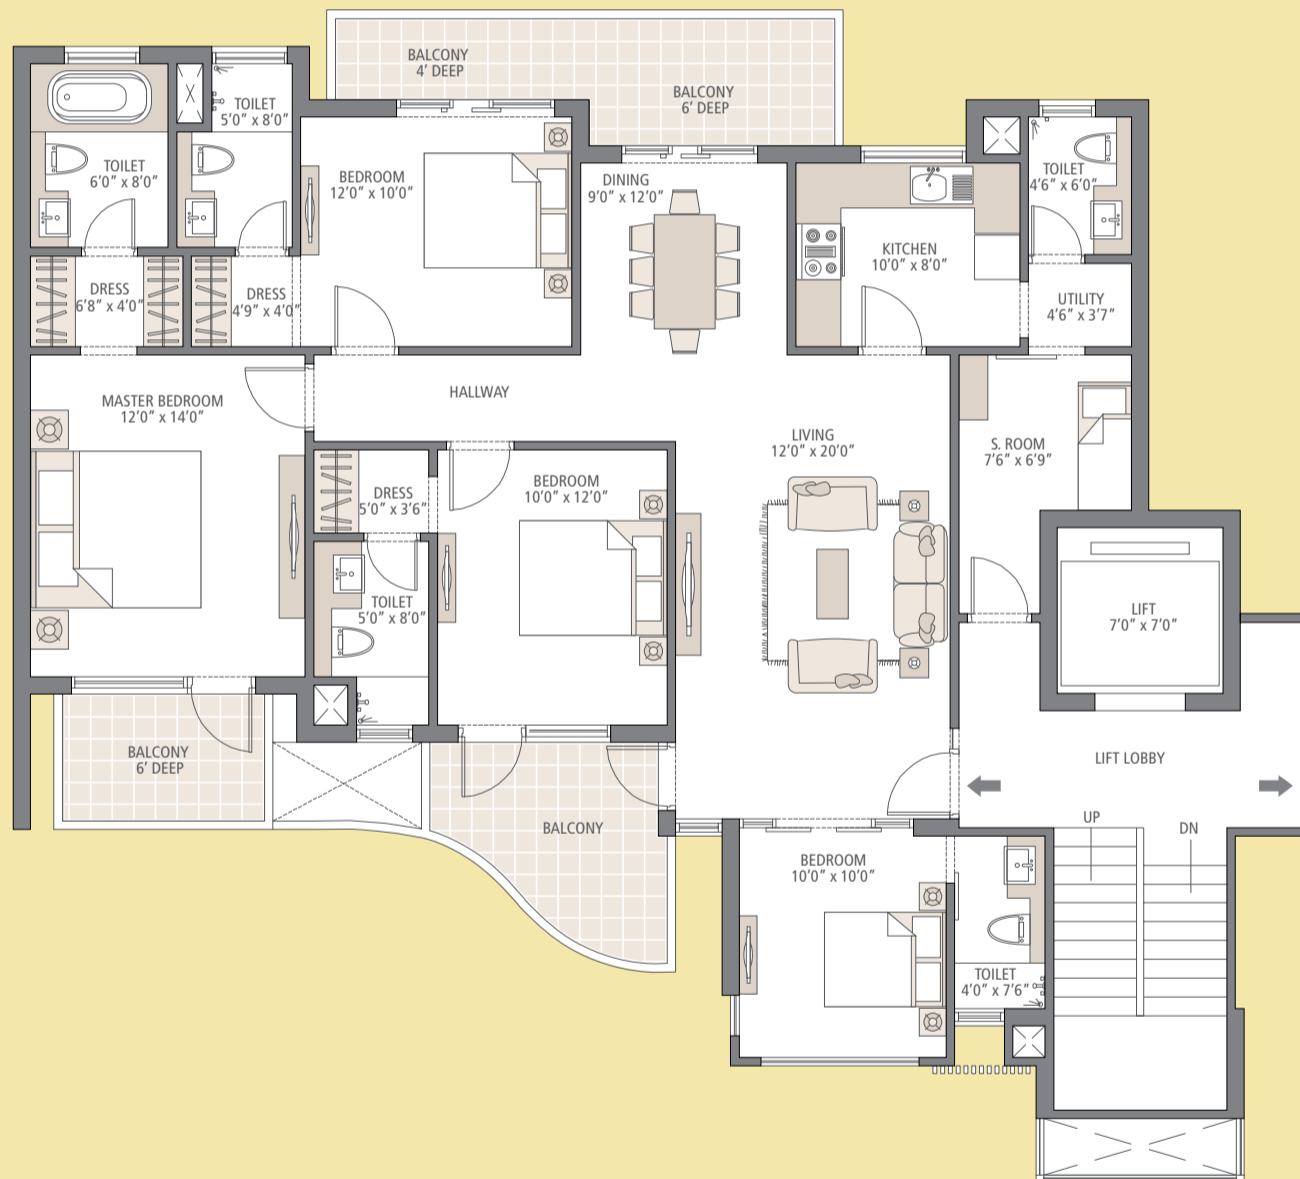 BALCONY
4' DEEP
BALCONY
6' DEEP
TOILET
5'0" x 8'0"
TOILET
6'0" x 8'0"
BEDROOM
12'0" x 10'0"
DINING
9'0" x 12'0"
TOILET
4'6" x 6'0"
KITCHEN
10'0" x 8'0"
DRESS
6'8" x 4'0"
DRESS
4'9" x 4'0"
UTILITY
4'6" x 3'7"
MASTER BEDROOM
12'0" x 14'0"
HALLWAY
LIVING
12'0" x 20'0"
S. ROOM
7'6" x 6'9"
DRESS
5'0" x 3'6"
BEDROOM
10'0" x 12'0"
TOILET
5'0" x 8'0"
LIFT
7'0" x 7'0"
BALCONY
6' DEEP
LIFT LOBBY
BALCONY
UP
DN
BEDROOM
10'0" x 10'0"
TOILET
4'0" x 7'6"